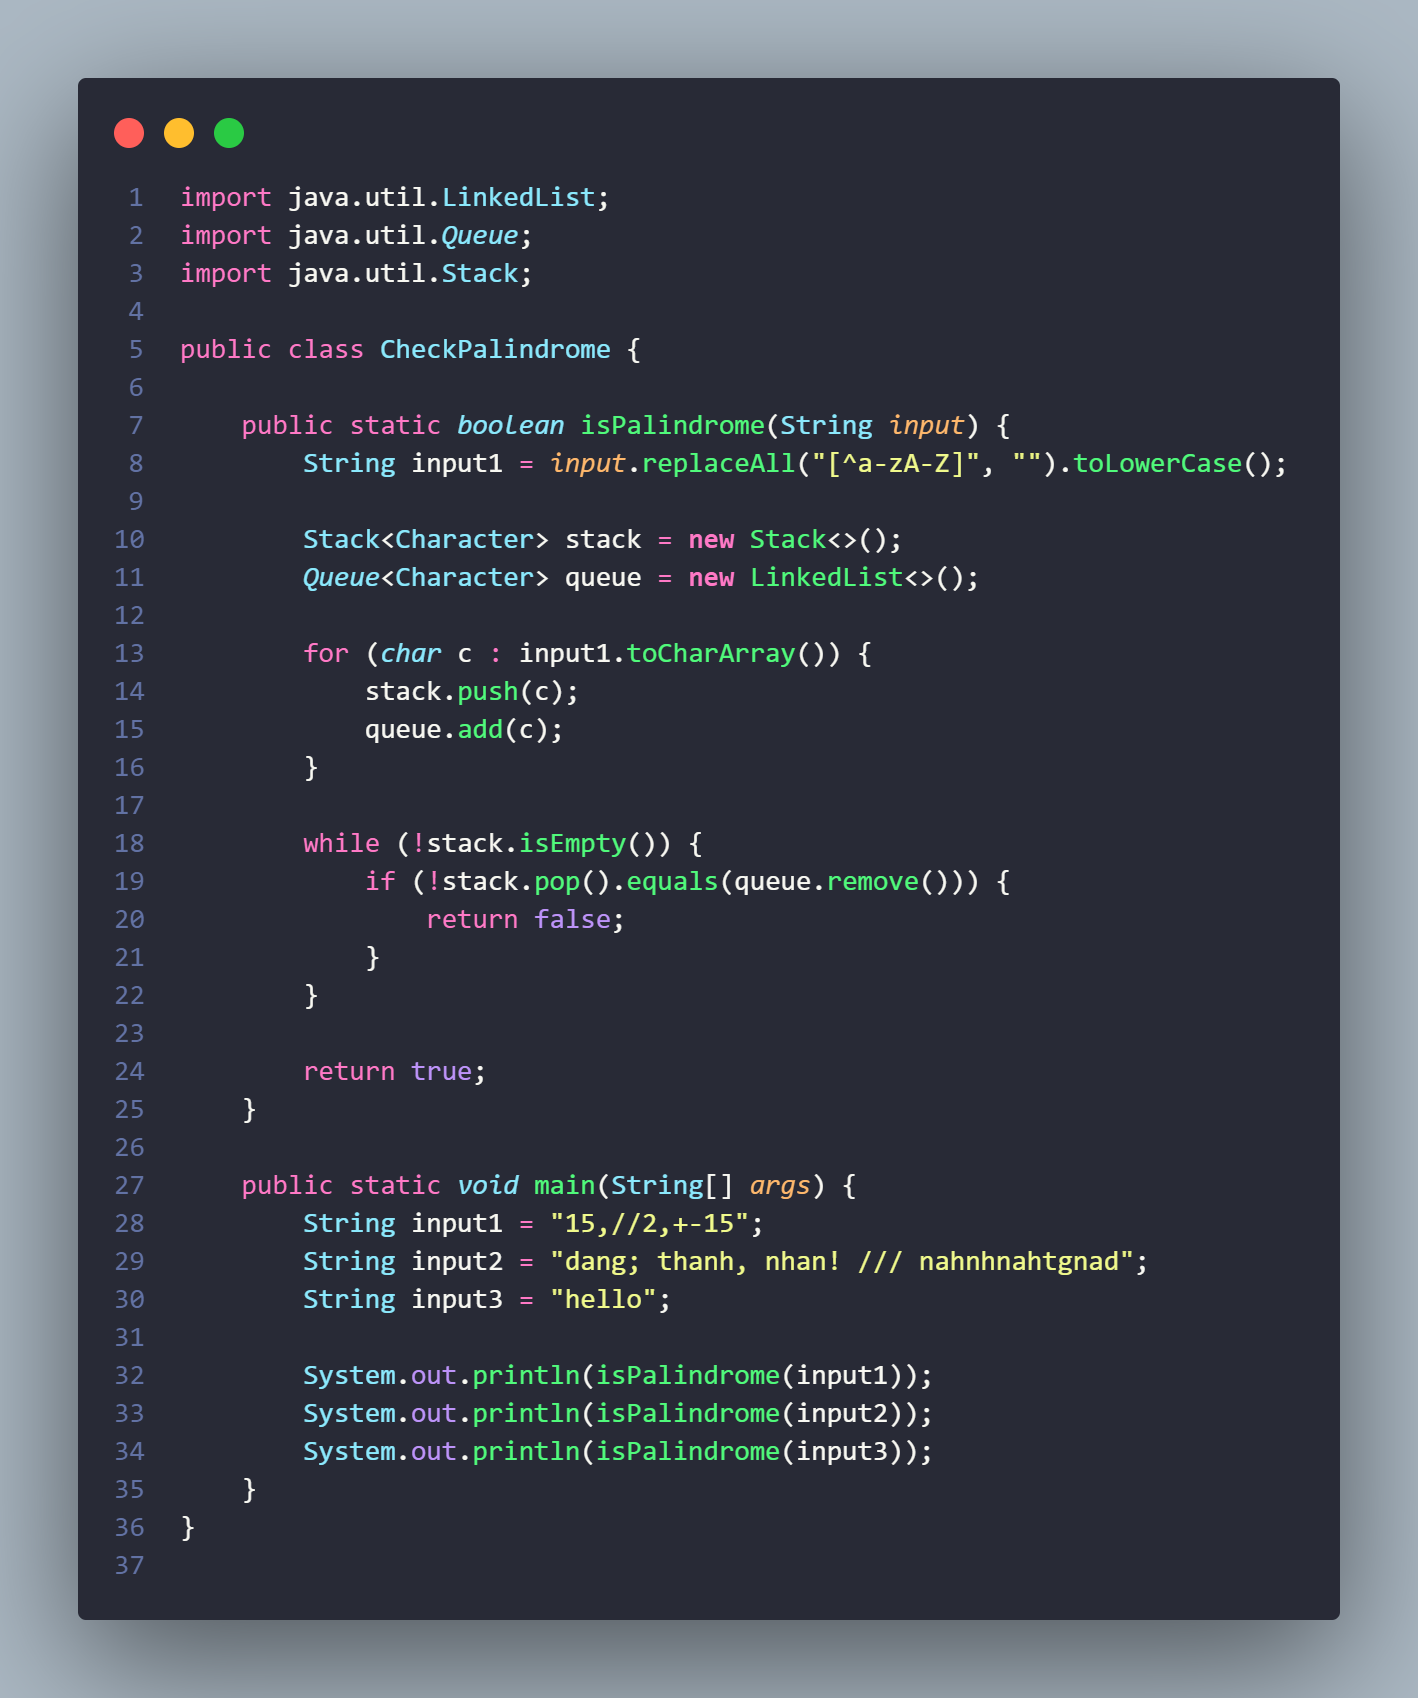 1 import java.util.LinkedList;
2 import java.util.Queue;
3 import java.util.Stack;
4
5 public class CheckPalindrome {
6
7     public static boolean isPalindrome(String input) {
8         String input1 = input.replaceAll("[^a-zA-Z]", "").toLowerCase();
9
10         Stack<Character> stack = new Stack<>();
11         Queue<Character> queue = new LinkedList<>();
12
13         for (char c : input1.toCharArray()) {
14             stack.push(c);
15             queue.add(c);
16         }
17
18         while (!stack.isEmpty()) {
19             if (!stack.pop().equals(queue.remove())) {
20                 return false;
21             }
22         }
23
24         return true;
25     }
26
27     public static void main(String[] args) {
28         String input1 = "15,//2,+-15";
29         String input2 = "dang; thanh, nhan! /// nahnhnahtgnad";
30         String input3 = "hello";
31
32         System.out.println(isPalindrome(input1));
33         System.out.println(isPalindrome(input2));
34         System.out.println(isPalindrome(input3));
35     }
36 }
37